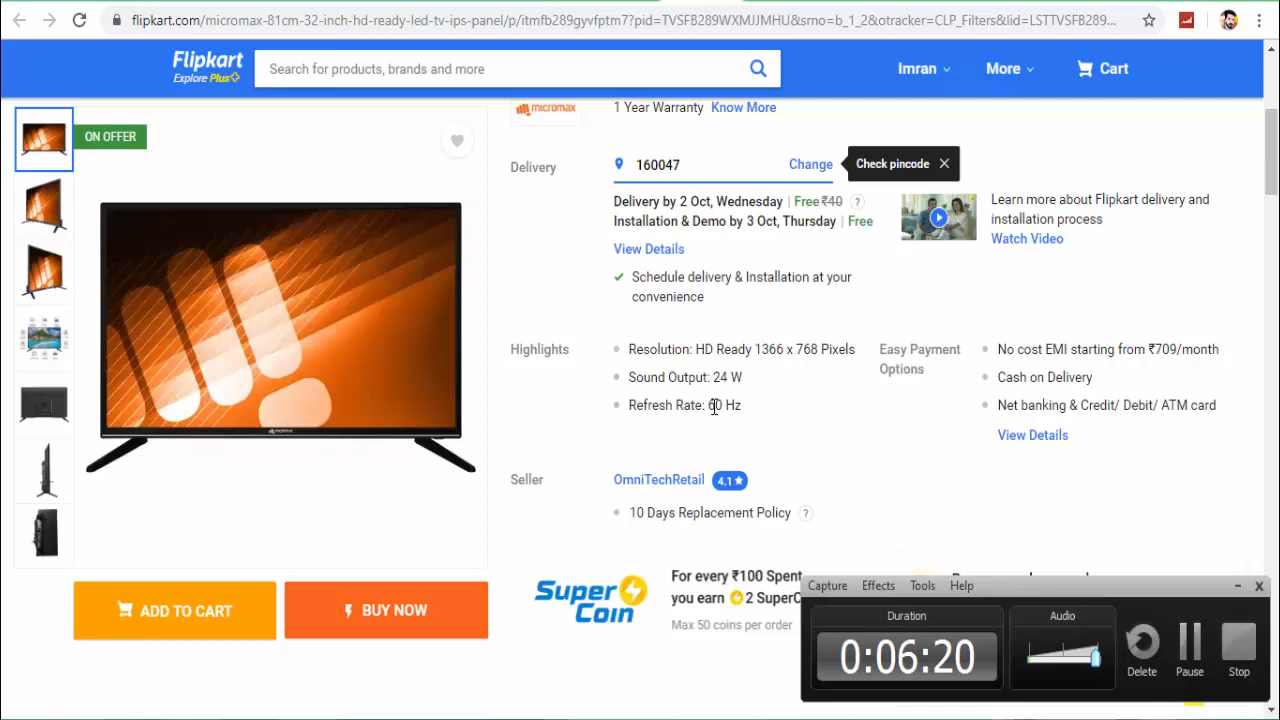 flipkart.com/micromax-81cm-32-inch-hd-ready-led-tv-ips-panel/p/itmfb289gyvfptm7?pid=TVSFB289WXMJJMHU&srno=b_1_2&otracker=CLP_Filters&lid=LSTTVSFB289...
Flipkart
Explore Plus
Search for products, brands and more
Imran
More
Cart
ON OFFER
micromax
1 Year Warranty Know More
Delivery
160047
Change
Check pincode
Delivery by 2 Oct, Wednesday | Free ₹40 ?
Installation & Demo by 3 Oct, Thursday | Free
View Details
Schedule delivery & Installation at your
convenience
Learn more about Flipkart delivery and
installation process
Watch Video
Highlights
Resolution: HD Ready 1366 x 768 Pixels
Sound Output: 24 W
Refresh Rate: 60 Hz
Easy Payment
Options
No cost EMI starting from ₹709/month
Cash on Delivery
Net banking & Credit/ Debit/ ATM card
View Details
Seller
OmniTechRetail 4.1★
10 Days Replacement Policy ?
ADD TO CART
BUY NOW
Super
Coin
For every ₹100 Spent
you earn 2 SuperC
Max 50 coins per order
Capture Effects Tools Help
Duration
0:06:20
Audio
Delete
Pause
Stop